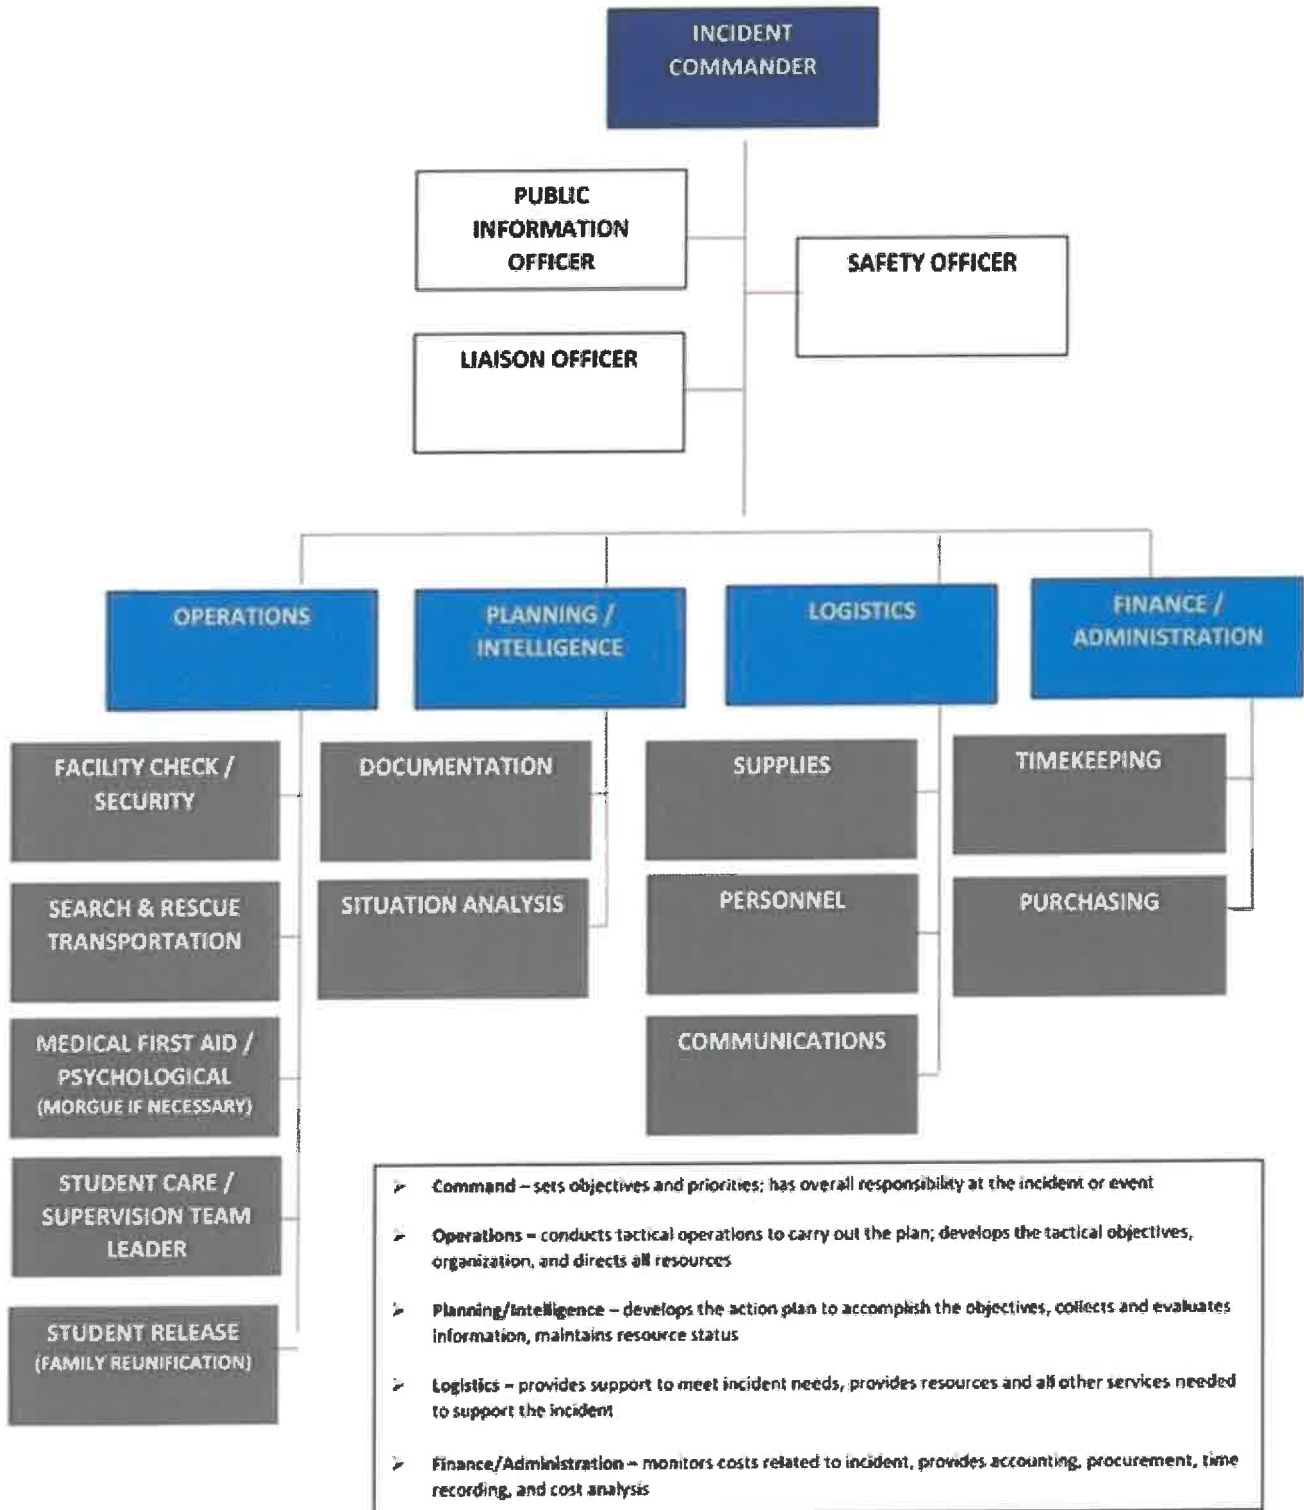 INCIDENT
COMMANDER
PUBLIC
INFORMATION
OFFICER
SAFETY OFFICER
LIAISON OFFICER
OPERATIONS
PLANNING /
INTELLIGENCE
LOGISTICS
FINANCE /
ADMINISTRATION
FACILITY CHECK /
SECURITY
SEARCH & RESCUE
TRANSPORTATION
MEDICAL FIRST AID /
PSYCHOLOGICAL
(MORGUE IF NECESSARY)
STUDENT CARE /
SUPERVISION TEAM
LEADER
STUDENT RELEASE
(FAMILY REUNIFICATION)
DOCUMENTATION
SITUATION ANALYSIS
SUPPLIES
PERSONNEL
COMMUNICATIONS
TIMEKEEPING
PURCHASING
➢ Command – sets objectives and priorities; has overall responsibility at the incident or event
➢ Operations – conducts tactical operations to carry out the plan; develops the tactical objectives,
organization, and directs all resources
➢ Planning/Intelligence – develops the action plan to accomplish the objectives, collects and evaluates
information, maintains resource status
➢ Logistics – provides support to meet incident needs, provides resources and all other services needed
to support the incident
➢ Finance/Administration – monitors costs related to incident, provides accounting, procurement, time
recording, and cost analysis